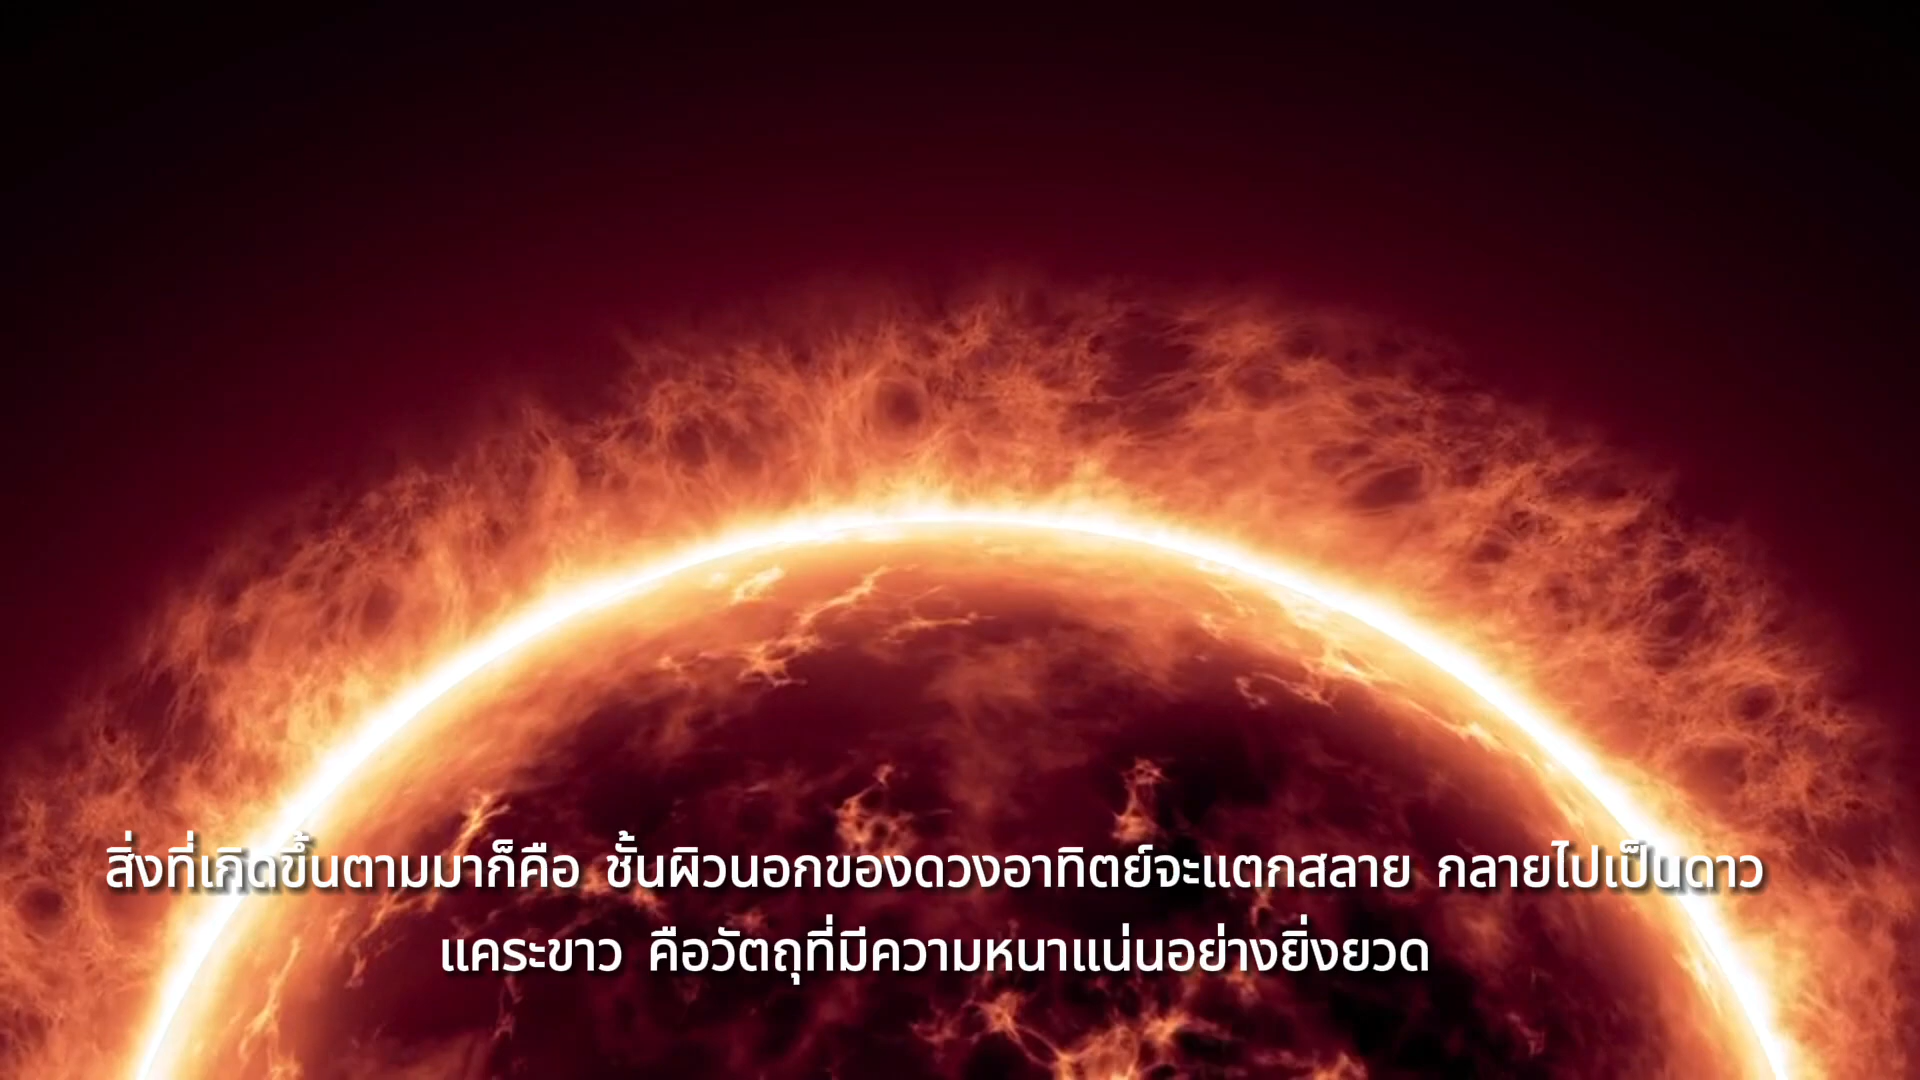 สิ่งที่เกิดขึ้นตามมาก็คือ ชั้นผิวนอกของดวงอาทิตย์จะแตกสลาย กลายไปเป็นดาว
แคระขาว คือวัตถุที่มีความหนาแน่นอย่างยิ่งยวด